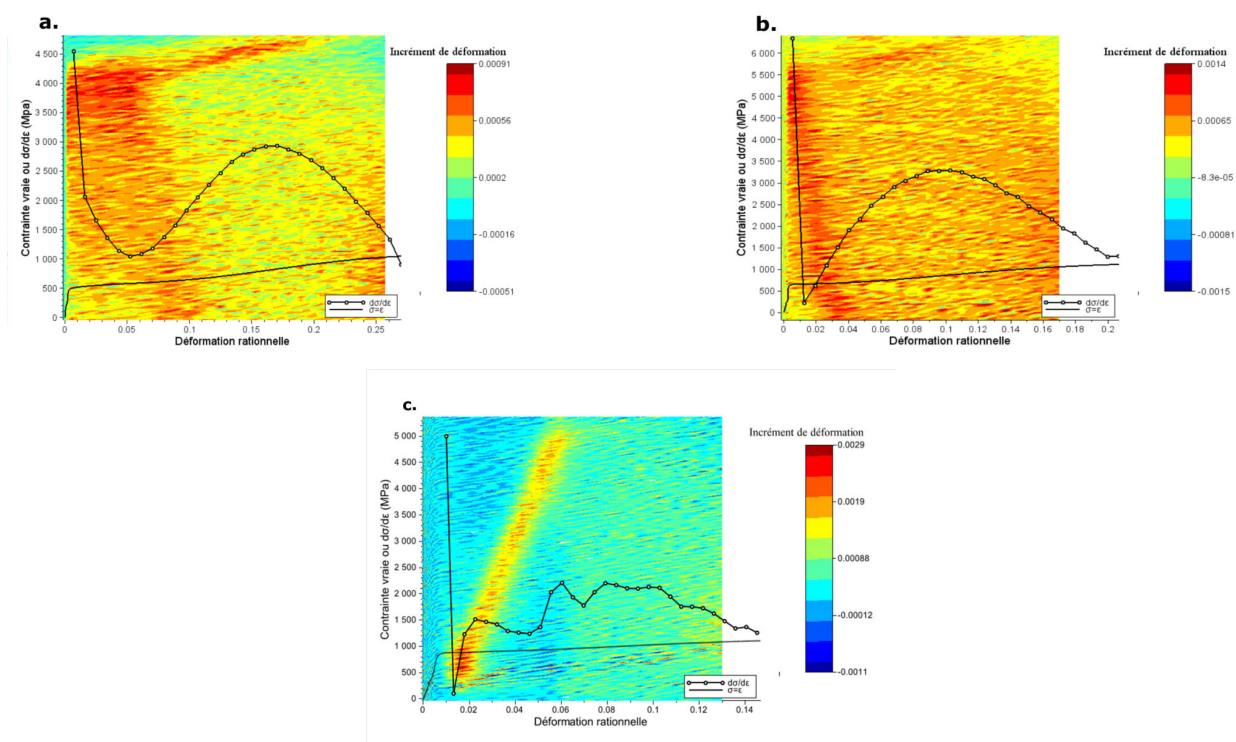 a.
Incrément de déformation
0.00091
0.00056
0.0002
-0.00016
-0.00051
Contrainte vraie ou dσ/dε (Mpa)
4 500
4 000
3 500
3 000
2 500
2 000
1 500
1 000
500
0
0 0.05 0.1 0.15 0.2 0.25
Déformation rationnelle
dσ/dε
σ=ε
b.
Incrément de déformation
0.0014
0.00065
-8.3e-05
-0.00081
-0.0015
Contrainte vraie ou dσ/dε (MPa)
6 000
5 500
5 000
4 500
4 000
3 500
3 000
2 500
2 000
1 500
1 000
500
0
0 0.02 0.04 0.06 0.08 0.1 0.12 0.14 0.16 0.18 0.2
Déformation rationnelle
dσ/dε
σ=ε
c.
Incrément de déformation
0.0029
0.0019
0.00088
-0.00012
-0.0011
Contrainte vraie ou dσ/dε (MPa)
5 000
4 500
4 000
3 500
3 000
2 500
2 000
1 500
1 000
500
0
0 0.02 0.04 0.06 0.08 0.1 0.12 0.14
Déformation rationnelle
dσ/dε
σ=ε